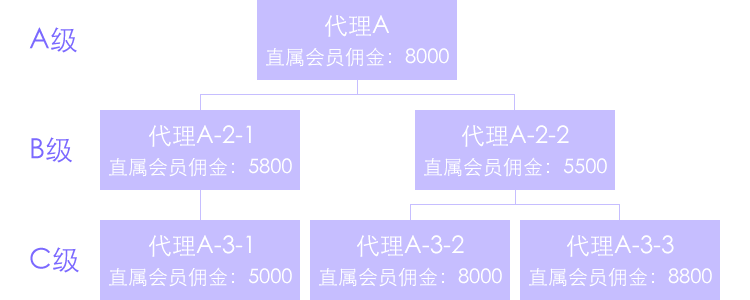 A级
代理A
直属会员佣金：8000
B级
代理A-2-1
直属会员佣金：5800
代理A-2-2
直属会员佣金：5500
C级
代理A-3-1
直属会员佣金：5000
代理A-3-2
直属会员佣金：8000
代理A-3-3
直属会员佣金：8800